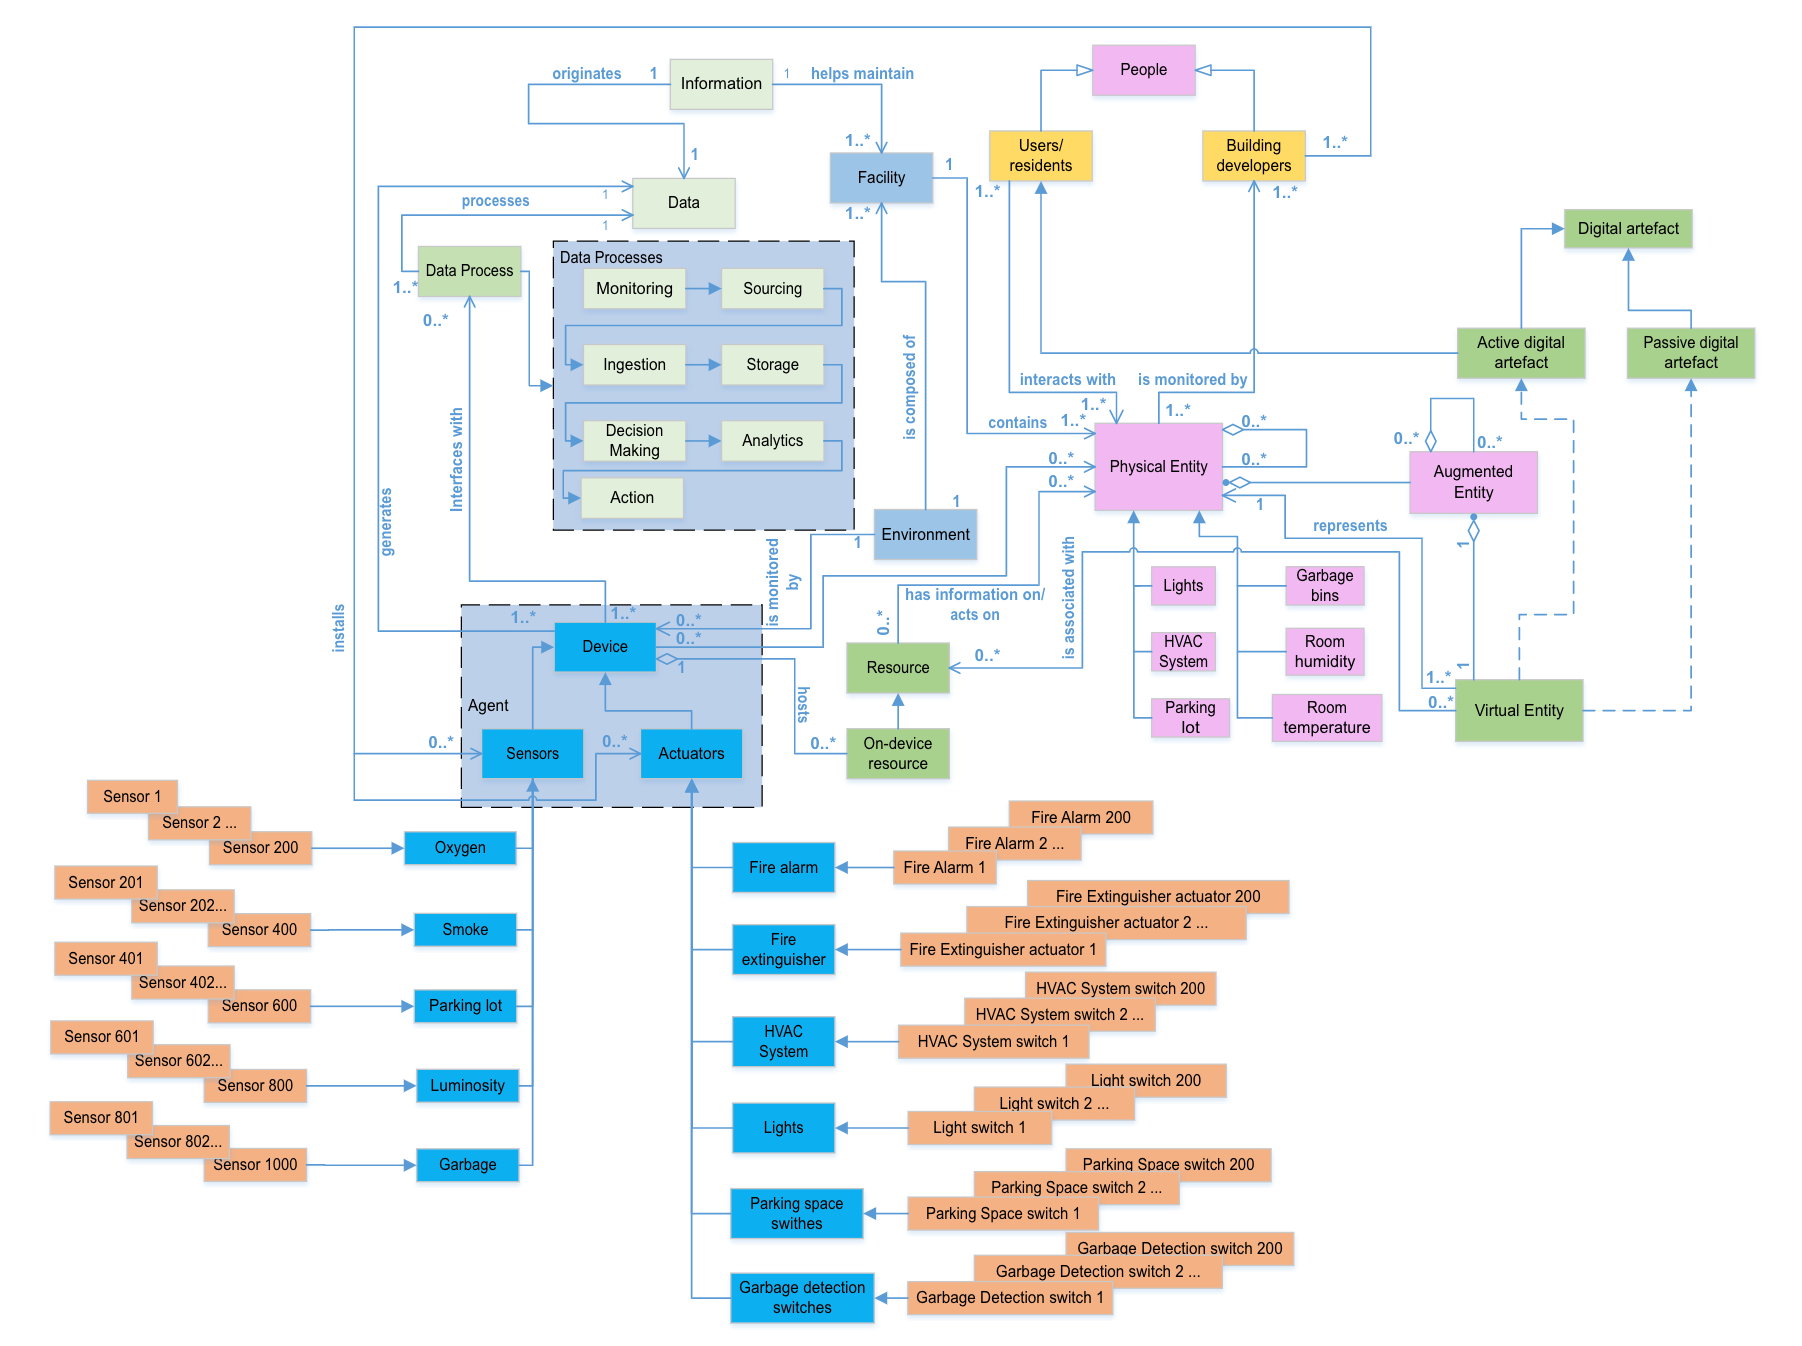 originates
1
Information
1
helps maintain
People
1..*
1
Users/
residents
Building
developers
1..*
Facility
1
1..*
1..*
1..*
Data
1
1
processes
Digital artefact
Data Process
1..*
0..*
Data Processes
Monitoring
Sourcing
Ingestion
Storage
Decision
Making
Analytics
Action
is composed of
Active digital
artefact
Passive digital
artefact
interacts with
is monitored by
1..*
1..*
contains
1..*
0..*
0..*
0..*
0..*
Physical Entity
1
0..*
0..*
Augmented
Entity
1
represents
Interfaces with
generates
installs
1
Environment
1
is monitored
by
has information on/
acts on
is associated with
0..*
Lights
HVAC
System
Parking
lot
Garbage
bins
Room
humidity
Room
temperature
1..*
1..*
0..*
0..*
1
Device
Agent
hosts
Resource
0..*
1
1..*
0..*
Virtual Entity
0..*
Sensors
0..*
Actuators
0..*
On-device
resource
Sensor 1
Sensor 2 ...
Sensor 200
Oxygen
Sensor 201
Sensor 202...
Sensor 400
Smoke
Sensor 401
Sensor 402...
Sensor 600
Parking lot
Sensor 601
Sensor 602...
Sensor 800
Luminosity
Sensor 801
Sensor 802...
Sensor 1000
Garbage
Fire Alarm 200
Fire Alarm 2 ...
Fire Alarm 1
Fire alarm
Fire Extinguisher actuator 200
Fire Extinguisher actuator 2 ...
Fire Extinguisher actuator 1
Fire
extinguisher
HVAC System switch 200
HVAC System switch 2 ...
HVAC System switch 1
HVAC
System
Light switch 200
Light switch 2 ...
Light switch 1
Lights
Parking Space switch 200
Parking Space switch 2 ...
Parking Space switch 1
Parking space
swithes
Garbage Detection switch 200
Garbage Detection switch 2 ...
Garbage Detection switch 1
Garbage detection
switches